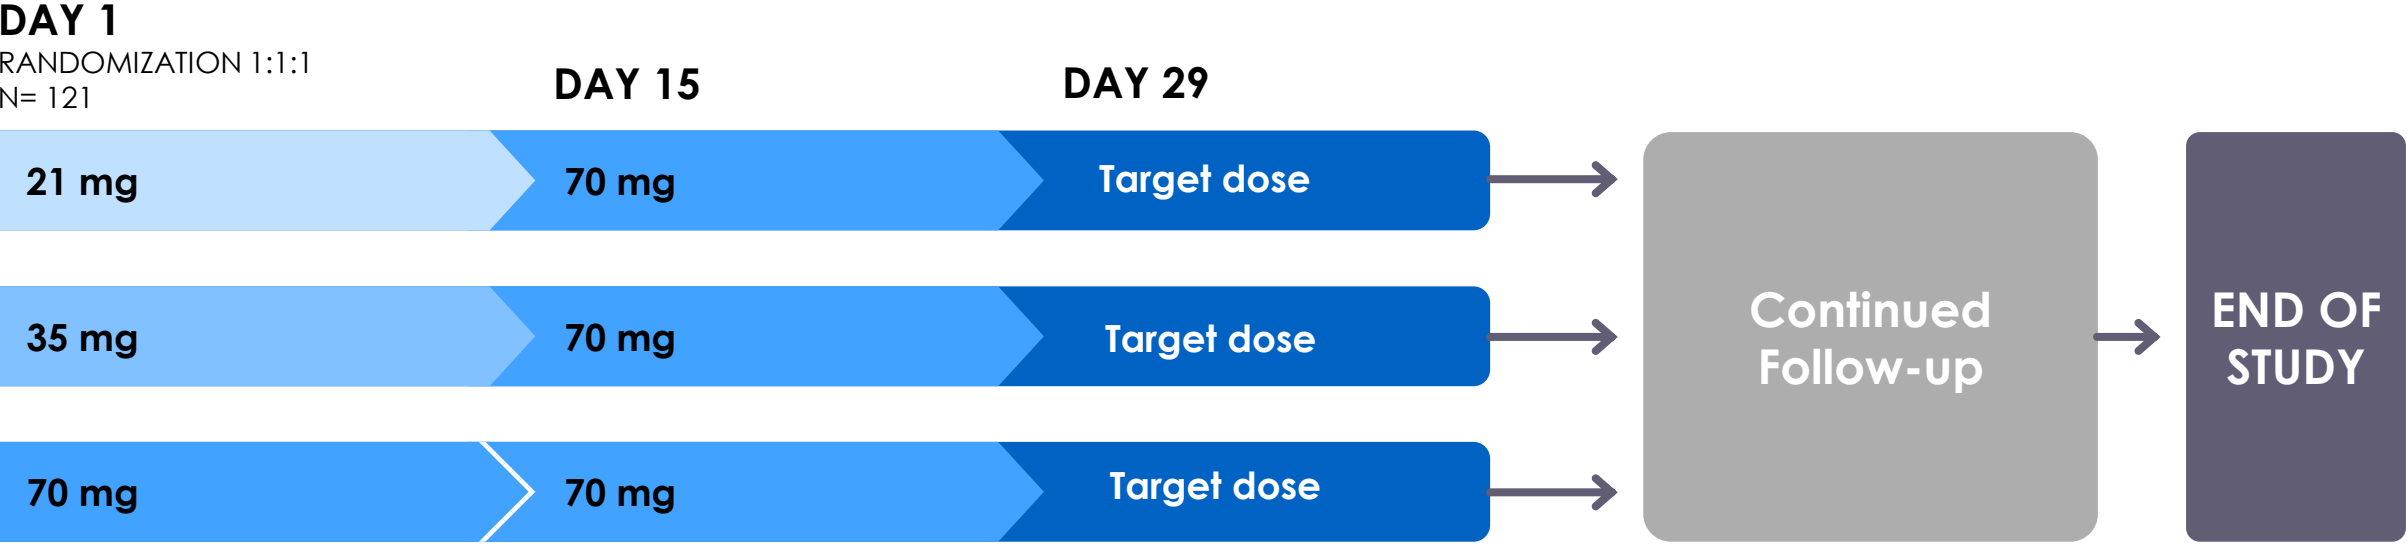 DAY 1
RANDOMIZATION 1:1:1
N= 121
DAY 15
DAY 29
21 mg
70 mg
Target dose
35 mg
70 mg
Target dose
70 mg
70 mg
Target dose
Continued
Follow-up
END OF
STUDY